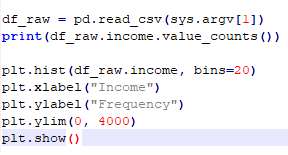 df_raw = pd.read_csv(sys.argv[1])
print(df_raw.income.value_counts())
plt.hist(df_raw.income, bins=20)
plt.xlabel("Income")
plt.ylabel("Frequency")
plt.ylim(0, 4000)
plt.show()